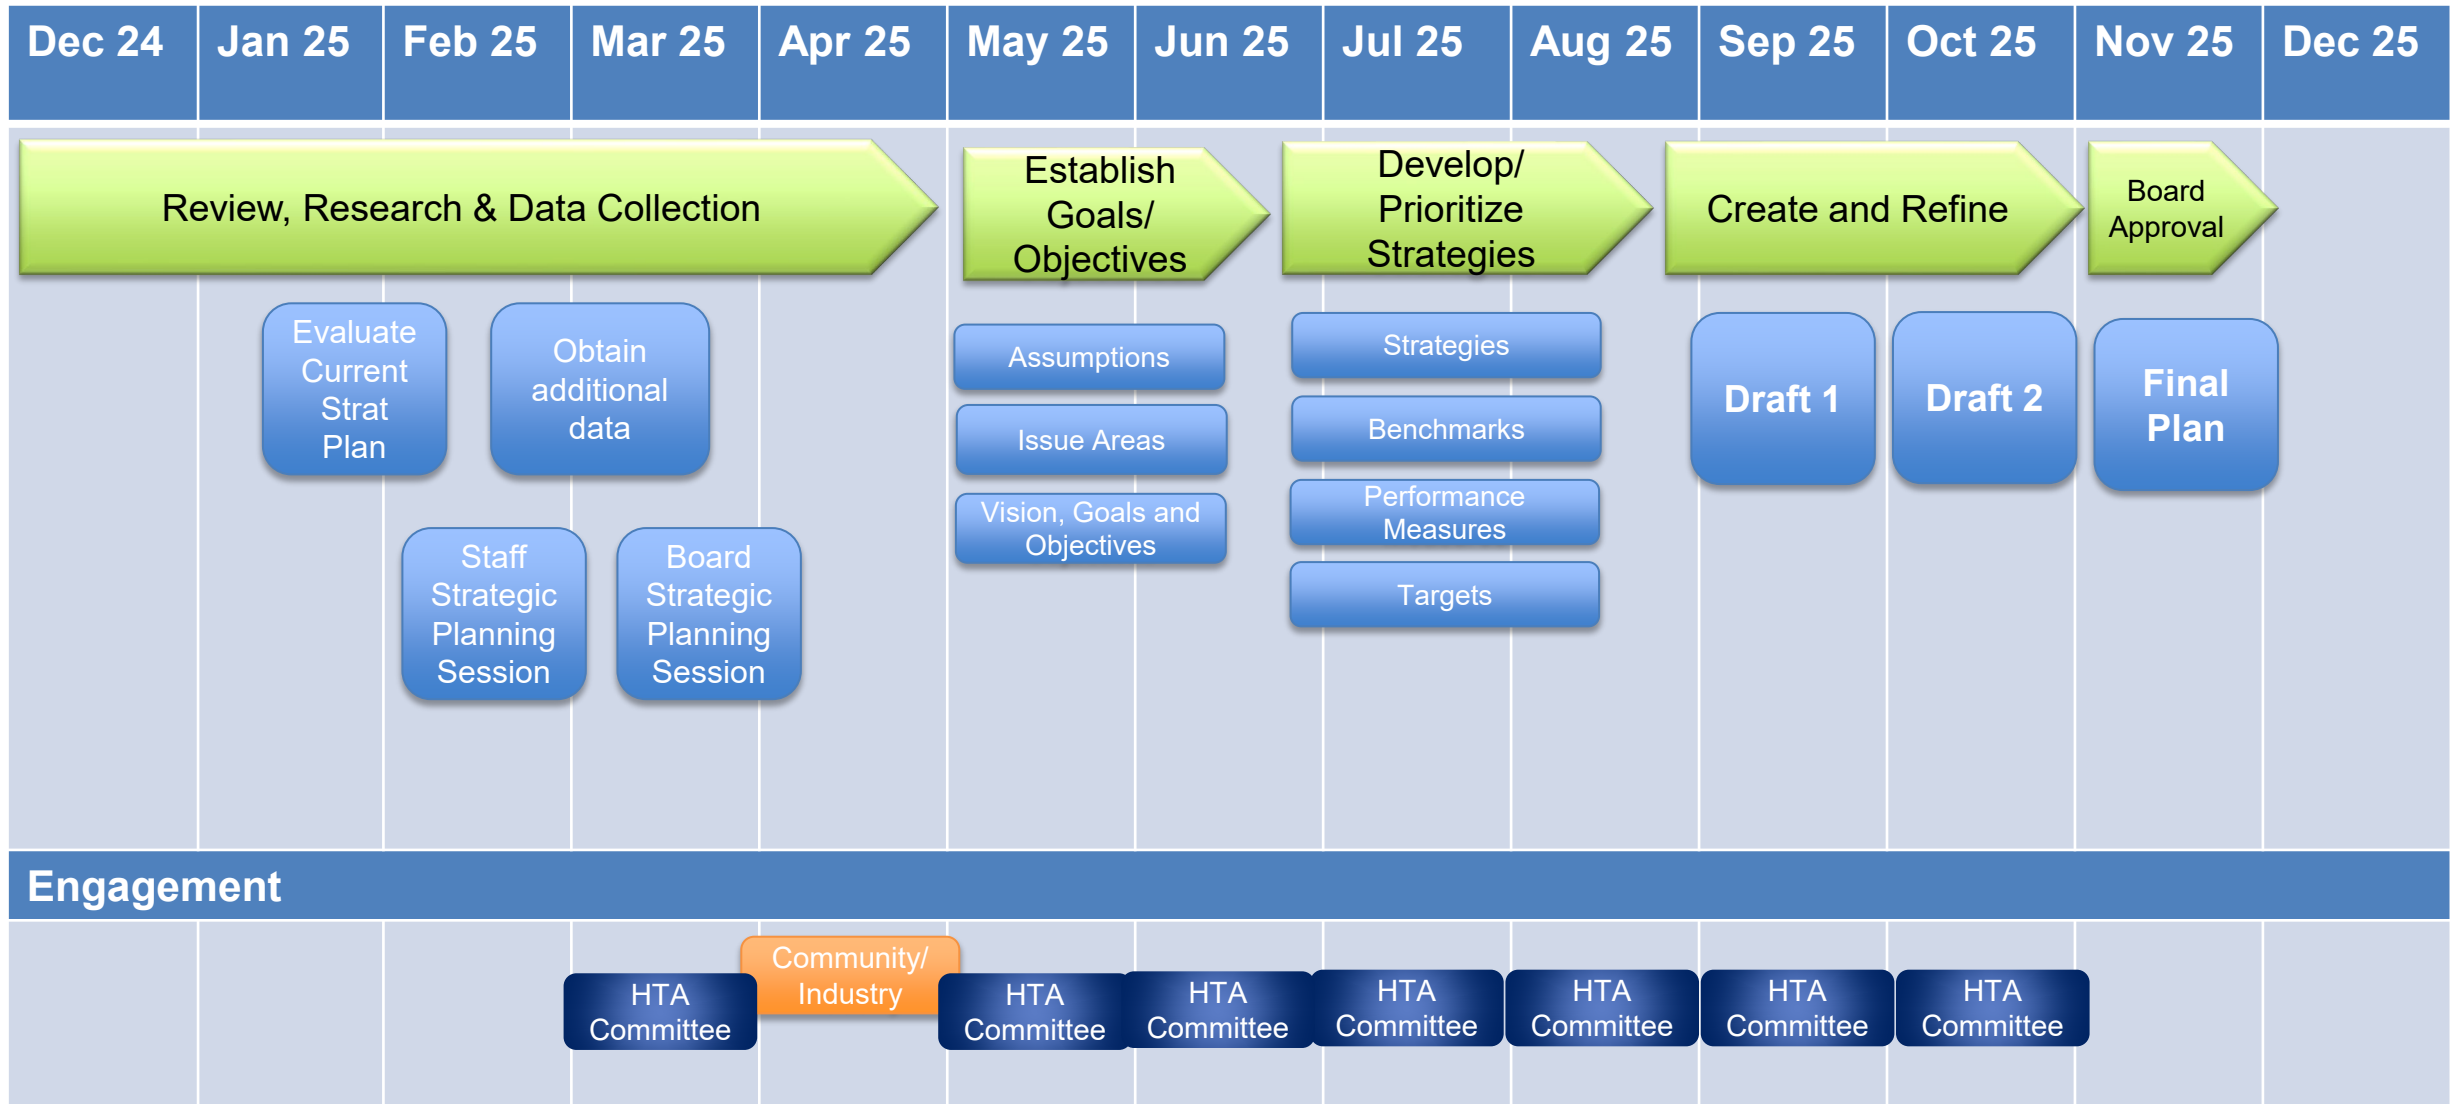 Dec 24 Jan 25 Feb 25 Mar 25 Apr 25 May 25 Jun 25 Jul 25 Aug 25 Sep 25 Oct 25 Nov 25 Dec 25
Review, Research & Data Collection
Establish
Goals/
Objectives
Develop/
Prioritize
Strategies
Create and Refine
Board
Approval
Evaluate
Current
Strat
Plan
Obtain
additional
data
Staff
Strategic
Planning
Session
Board
Strategic
Planning
Session
Assumptions
Issue Areas
Vision, Goals and
Objectives
Strategies
Benchmarks
Performance
Measures
Targets
Draft 1
Draft 2
Final
Plan
Engagement
HTA
Committee
Community/
Industry
HTA
Committee
HTA
Committee
HTA
Committee
HTA
Committee
HTA
Committee
HTA
Committee